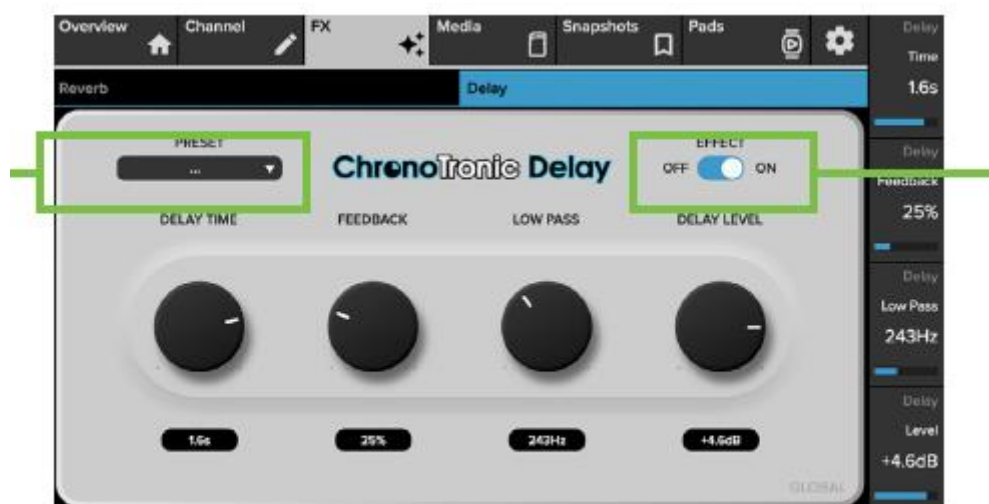 Overview Channel FX Media Snapshots Pads
Reverb Delay
PRESET
...
ChronoTronic Delay
EFFECT
OFF ON
DELAY TIME FEEDBACK LOW PASS DELAY LEVEL
1.6s 25% 243Hz +4.6dB
GLOBAL
Delay
Time
1.6s
Delay
Feedback
25%
Delay
Low Pass
243Hz
Delay
Level
+4.6dB